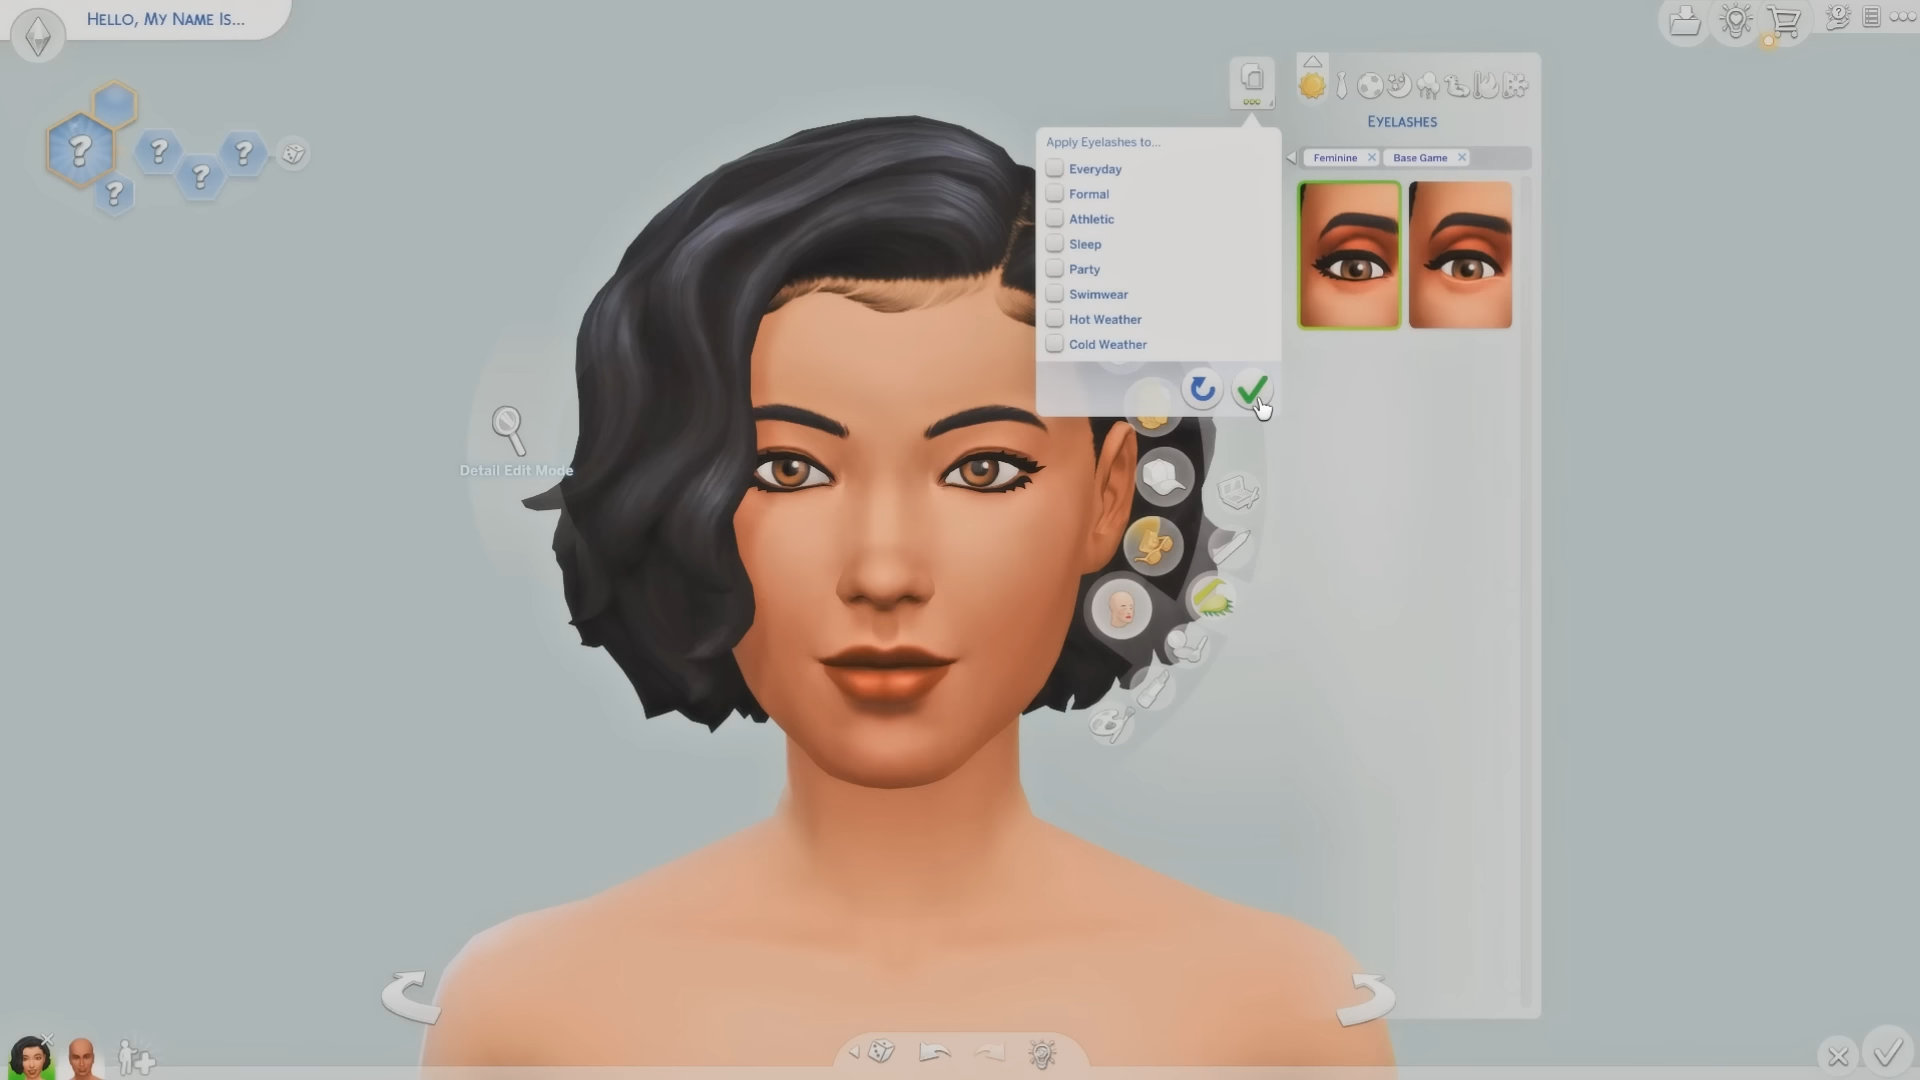 Hello, My Name Is...
Eyelashes
Apply Eyelashes to...
Feminine
Base Game
Everyday
Formal
Athletic
Sleep
Party
Swimwear
Hot Weather
Cold Weather
Detail Edit Mode